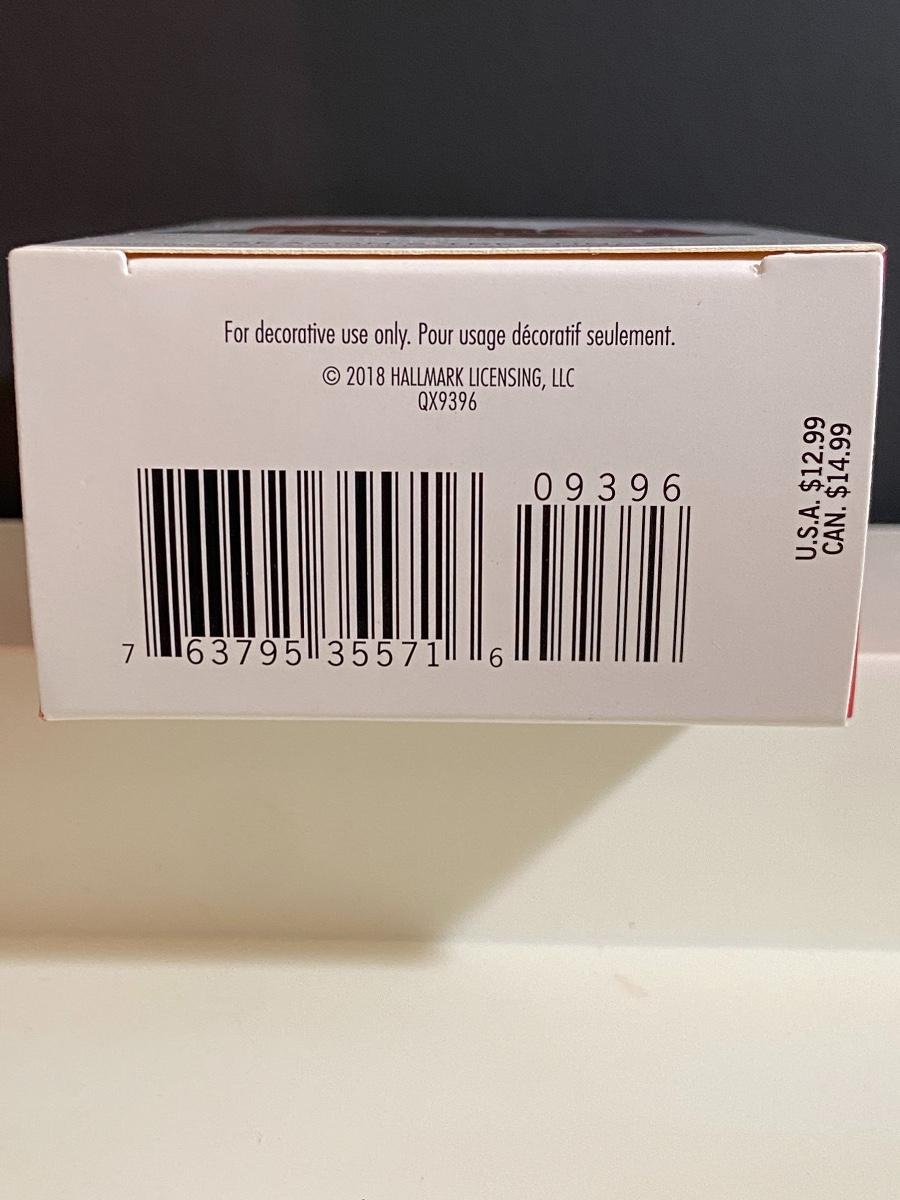 For decorative use only. Pour usage décoratif seulement.
© 2018 HALLMARK LICENSING, LLC
QX9396
U.S.A. $12.99
CAN. $14.99
09396
7 63795 35571 6